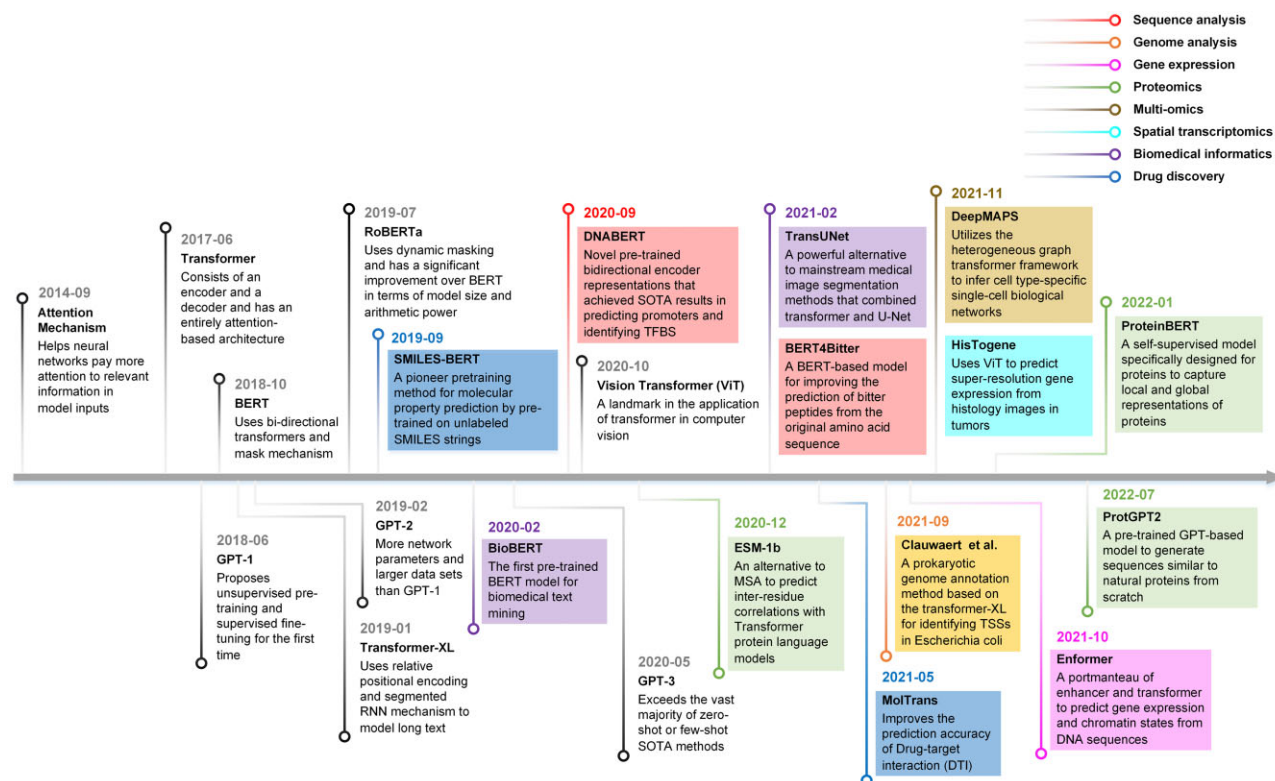 Sequence analysis
Genome analysis
Gene expression
Proteomics
Multi-omics
Spatial transcriptomics
Biomedical informatics
Drug discovery
2014-09
Attention
Mechanism
Helps neural
networks pay more
attention to relevant
information in
model inputs
2017-06
Transformer
Consists of an
encoder and a
decoder and has an
entirely attention-
based architecture
2018-10
BERT
Uses bi-directional
transformers and
mask mechanism
2019-07
RoBERTa
Uses dynamic masking
and has a significant
improvement over BERT
in terms of model size and
arithmetic power
2019-09
SMILES-BERT
A pioneer pretraining
method for molecular
property prediction by pre-
trained on unlabeled
SMILES strings
2020-09
DNABERT
Novel pre-trained
bidirectional encoder
representations that
achieved SOTA results in
predicting promoters and
identifying TFBS
2020-10
Vision Transformer (ViT)
A landmark in the application
of transformer in computer
vision
2021-02
TransUNet
A powerful alternative
to mainstream medical
image segmentation
methods that combined
transformer and U-Net
BERT4Bitter
A BERT-based model
for improving the
prediction of bitter
peptides from the
original amino acid
sequence
2021-11
DeepMAPS
Utilizes the
heterogeneous graph
transformer framework
to infer cell type-specific
single-cell biological
networks
HisTogene
Uses ViT to predict
super-resolution gene
expression from
histology images in
tumors
2022-01
ProteinBERT
A self-supervised model
specifically designed for
proteins to capture
local and global
representations of
proteins
2018-06
GPT-1
Proposes
unsupervised pre-
training and
supervised fine-
tuning for the first
time
2019-02
GPT-2
More network
parameters and
larger data sets
than GPT-1
2019-01
Transformer-XL
Uses relative
positional encoding
and segmented
RNN mechanism to
model long text
2020-02
BioBERT
The first pre-trained
BERT model for
biomedical text
mining
2020-05
GPT-3
Exceeds the vast
majority of zero-
shot or few-shot
SOTA methods
2020-12
ESM-1b
An alternative to
MSA to predict
inter-residue
correlations with
Transformer
protein language
models
2021-05
MolTrans
Improves the
prediction accuracy
of Drug-target
interaction (DTI)
2021-09
Clauwaert et al.
A prokaryotic
genome annotation
method based on
the transformer-XL
for identifying TSSs
in Escherichia coli
2021-10
Enformer
A portmanteau of
enhancer and transformer
to predict gene expression
and chromatin states from
DNA sequences
2022-07
ProtGPT2
A pre-trained GPT-based
model to generate
sequences similar to
natural proteins from
scratch